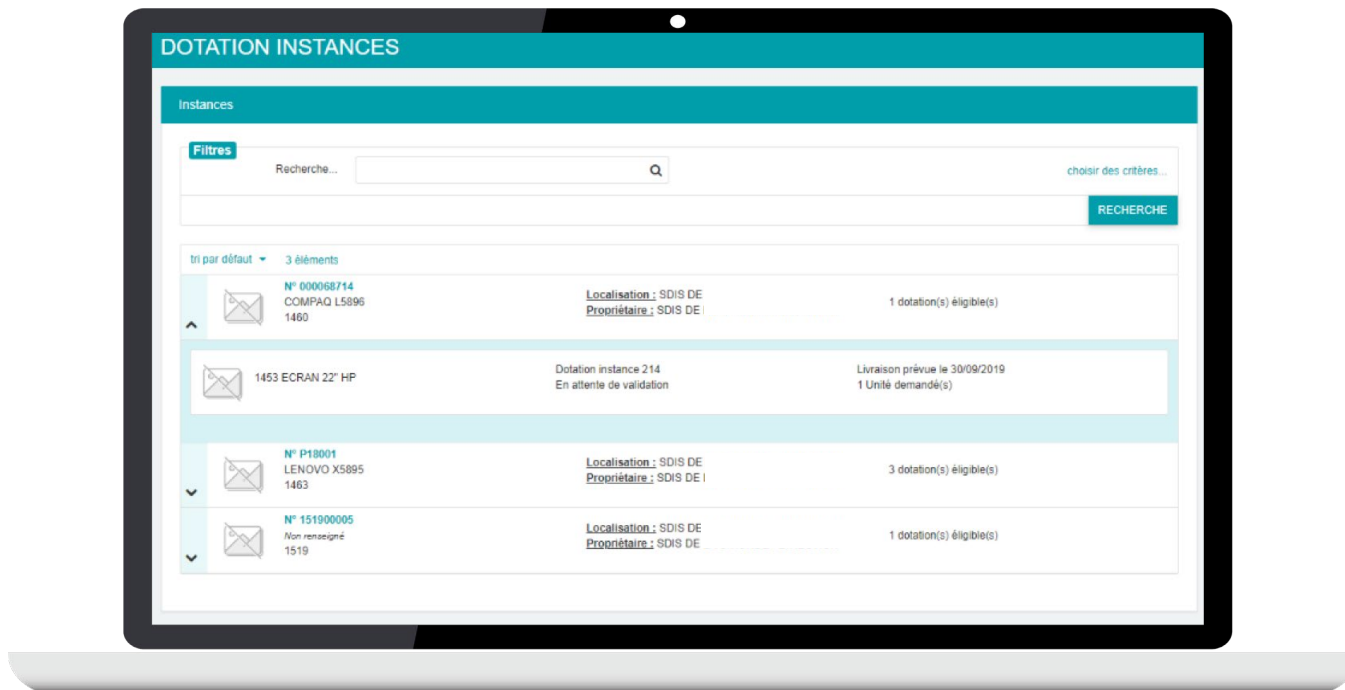 DOTATION INSTANCES
Instances
Filtres
Recherche...
choisir des critères...
RECHERCHE
tri par défaut
3 éléments
N° 000068714
COMPAQ L5896
1460
Localisation : SDIS DE
Propriétaire : SDIS DE
1 dotation(s) éligible(s)
1453 ECRAN 22" HP
Dotation instance 214
En attente de validation
Livraison prévue le 30/09/2019
1 Unité demandé(s)
N° P18001
LENOVO X5895
1463
Localisation : SDIS DE
Propriétaire : SDIS DE
3 dotation(s) éligible(s)
N° 151900005
Non renseigné
1519
Localisation : SDIS DE
Propriétaire : SDIS DE
1 dotation(s) éligible(s)